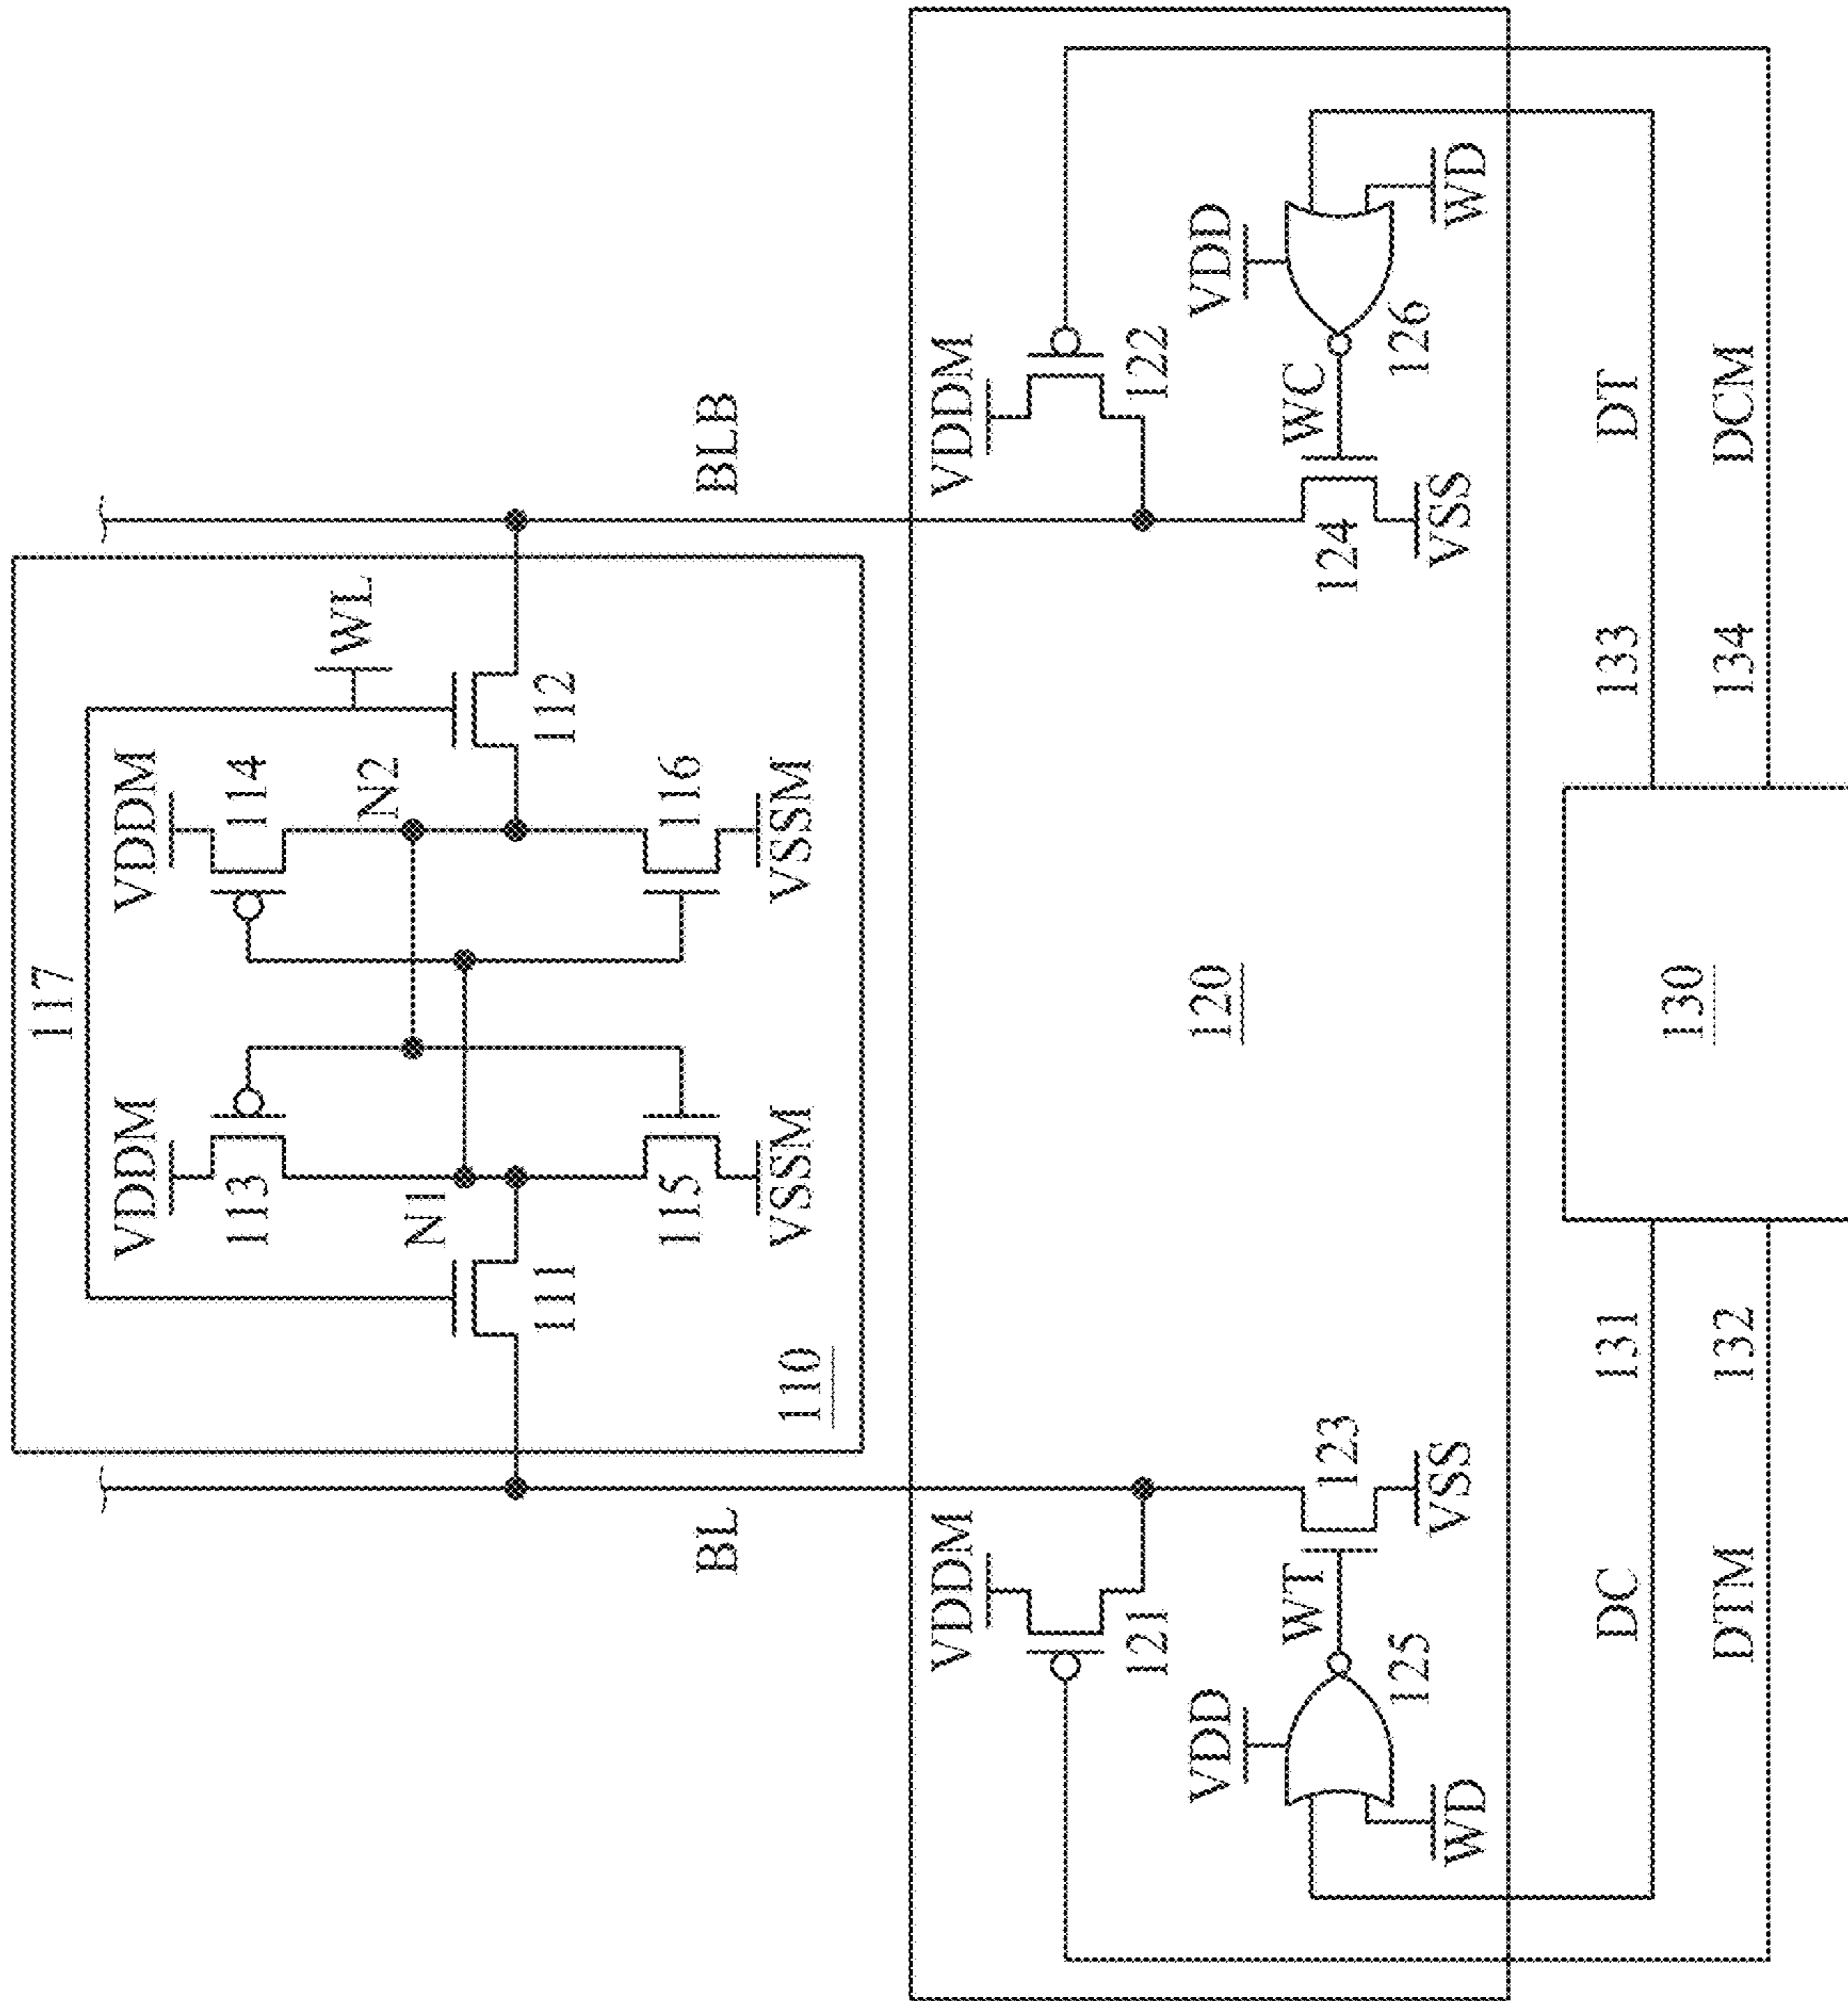 117
VDDM
VDDM
113
114
WL
N2
N1
111
112
115
116
BL
BLB
VSSM
VSSM
110
VDDM
VDDM
121
122
VDD
120
VDD
WT
WC
123
124
125
126
VSS
VSS
WD
WD
DC
131
133
DT
130
DTM
132
134
DCM